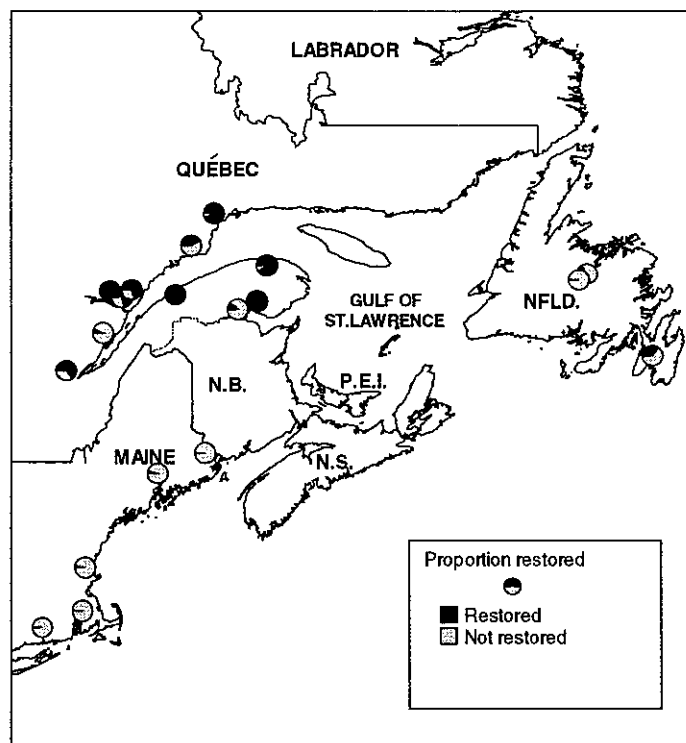 LABRADOR
QUÉBEC
GULF OF
ST.LAWRENCE
NFLD.
N.B.
P.E.I.
MAINE
N.S.
Proportion restored
Restored
Not restored